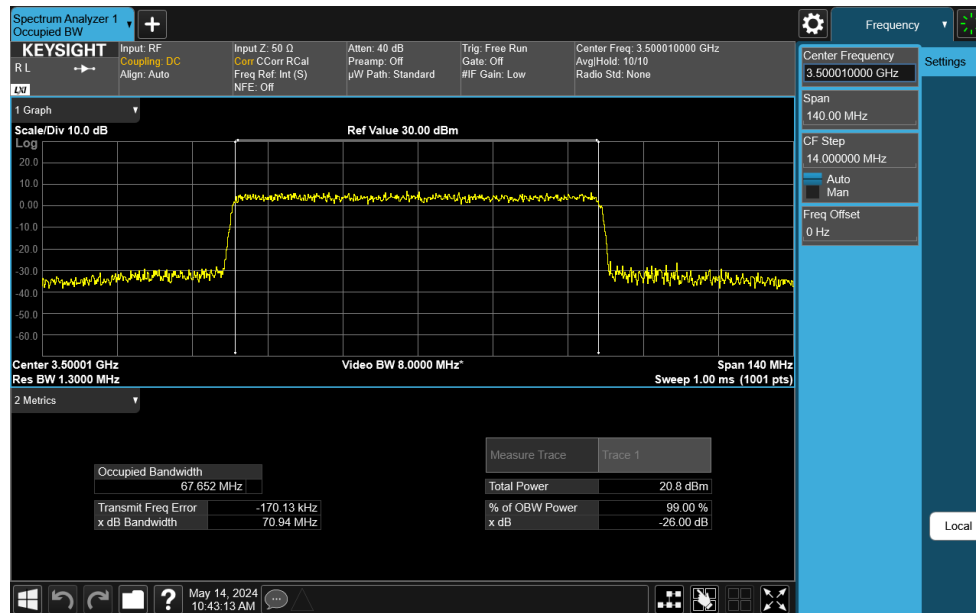 Spectrum Analyzer 1
Occupied BW
Frequency
KEYSIGHT
R L
LXI
Input: RF
Coupling: DC
Align: Auto
Input Z: 50 Ω
Corr CCorr RCal
Freq Ref: Int (S)
NFE: Off
Atten: 40 dB
Preamp: Off
µW Path: Standard
Trig: Free Run
Gate: Off
#IF Gain: Low
Center Freq: 3.500010000 GHz
Avg|Hold: 10/10
Radio Std: None
Center Frequency
3.500010000 GHz
Settings
Span
140.00 MHz
CF Step
14.000000 MHz
Auto
Man
Freq Offset
0 Hz
1 Graph
Scale/Div 10.0 dB
Ref Value 30.00 dBm
Log
20.0
10.0
0.00
-10.0
-20.0
-30.0
-40.0
-50.0
-60.0
Center 3.50001 GHz
Video BW 8.0000 MHz*
Span 140 MHz
Res BW 1.3000 MHz
Sweep 1.00 ms (1001 pts)
2 Metrics
Occupied Bandwidth
67.652 MHz
Transmit Freq Error -170.13 kHz
x dB Bandwidth 70.94 MHz
Measure Trace Trace 1
Total Power 20.8 dBm
% of OBW Power 99.00 %
x dB -26.00 dB
Local
?
May 14, 2024
10:43:13 AM